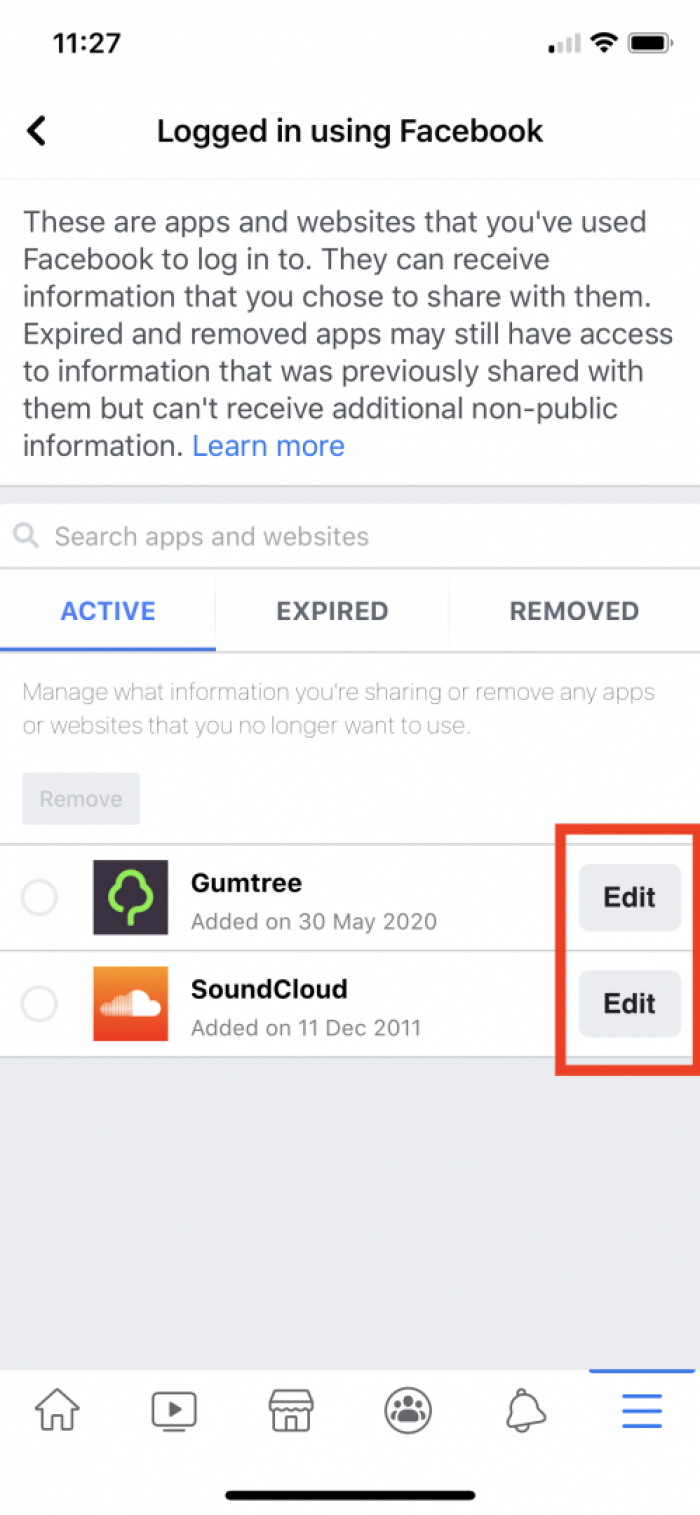 11:27
Logged in using Facebook
These are apps and websites that you've used
Facebook to log in to. They can receive
information that you chose to share with them.
Expired and removed apps may still have access
to information that was previously shared with
them but can't receive additional non-public
information. Learn more
Search apps and websites
ACTIVE EXPIRED REMOVED
Manage what information you're sharing or remove any apps
or websites that you no longer want to use.
Remove
Gumtree
Added on 30 May 2020
Edit
SoundCloud
Added on 11 Dec 2011
Edit